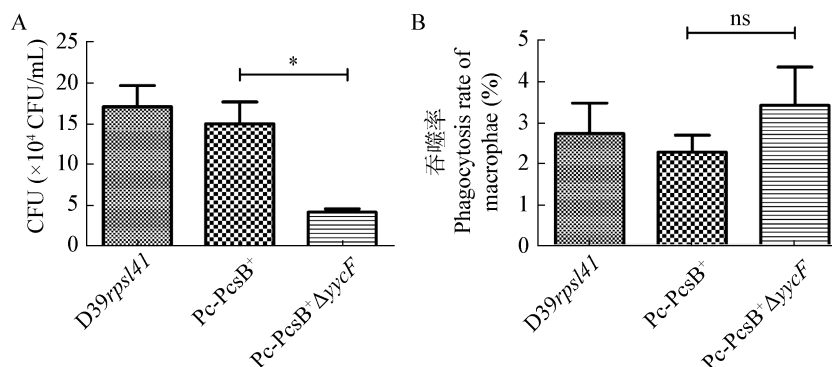 A
CFU (×10⁴ CFU/mL)
25
20
15
10
5
0
*
D39rpsl41
Pc-PcsB⁺
Pc-PcsB⁺ΔyycF
B
吞噬率
Phagocytosis rate of
macrophae (%)
5
4
3
2
1
0
ns
D39rpsl41
Pc-PcsB⁺
Pc-PcsB⁺ΔyycF